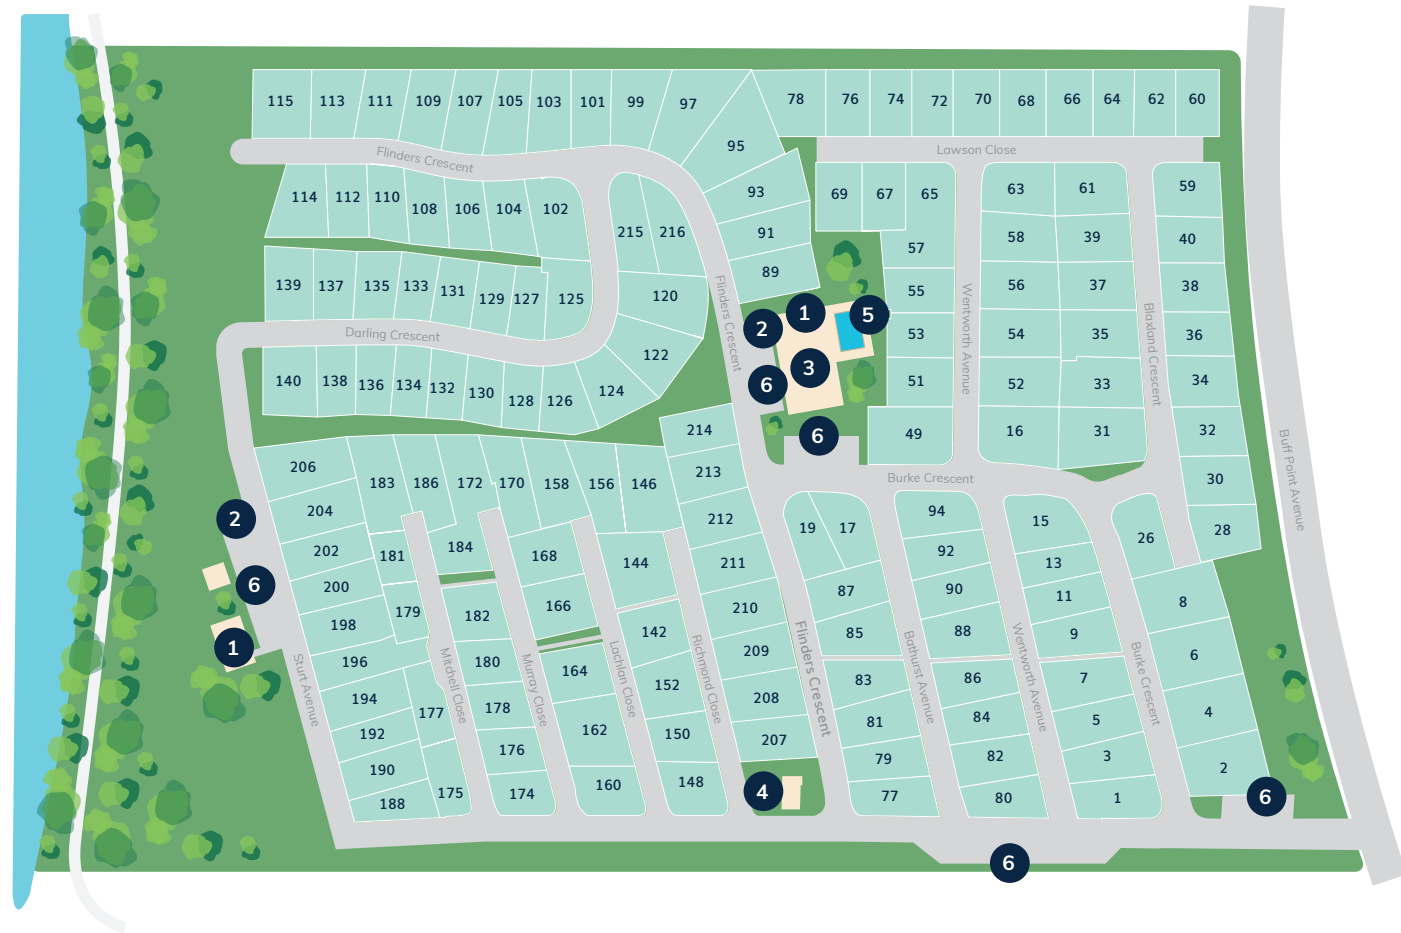 115 113 111 109 107 105 103 101 99 97 78 76 74 72 70 68 66 64 62 60
95
Flinders Crescent
Lawson Close
114 112 110 108 106 104 102
93 69 67 65 63 61 59
215 216 91 57 58 39 40
139 137 135 133 131 129 127 125 120 89 55 56 37 38
Flinders Crescent
Wentworth Avenue
Bloxland Crescent
Darling Crescent
2 1 5
53 54 35 36
122
3
6
140 138 136 134 132 130 128 126 124
51 52 33 34
214 6 49 16 31 32
Buff Point Avenue
206 183 186 172 170 158 156 146 213
Burke Crescent
30
2
204 212 19 17 94 15 26 28
202 181 184 168 144 211 92 13
6
200 179 182 166 210 87 90 11 8
198 142 85 88 9
1
196 180 164 209 6
Sturt Avenue
Mitchell Close
Murray Close
Lachlan Close
Richmond Close
Flinders Crescent
Bathurst Avenue
Wentworth Avenue
Burke Crescent
194 177 178 152 208 83 86 7
192 176 162 150 207 81 84 5 4
190 79 82 3 2
188 175 174 160 148 4 77 80 1 6
6